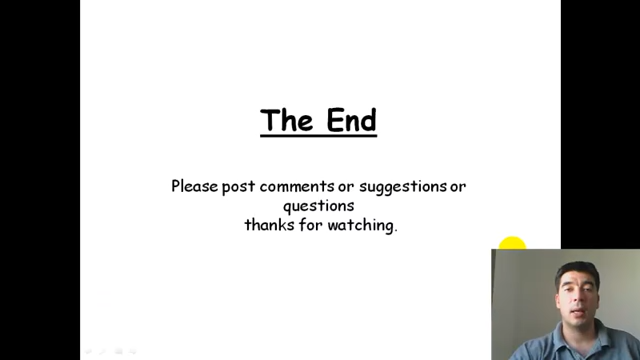 The End
Please post comments or suggestions or
questions
thanks for watching.